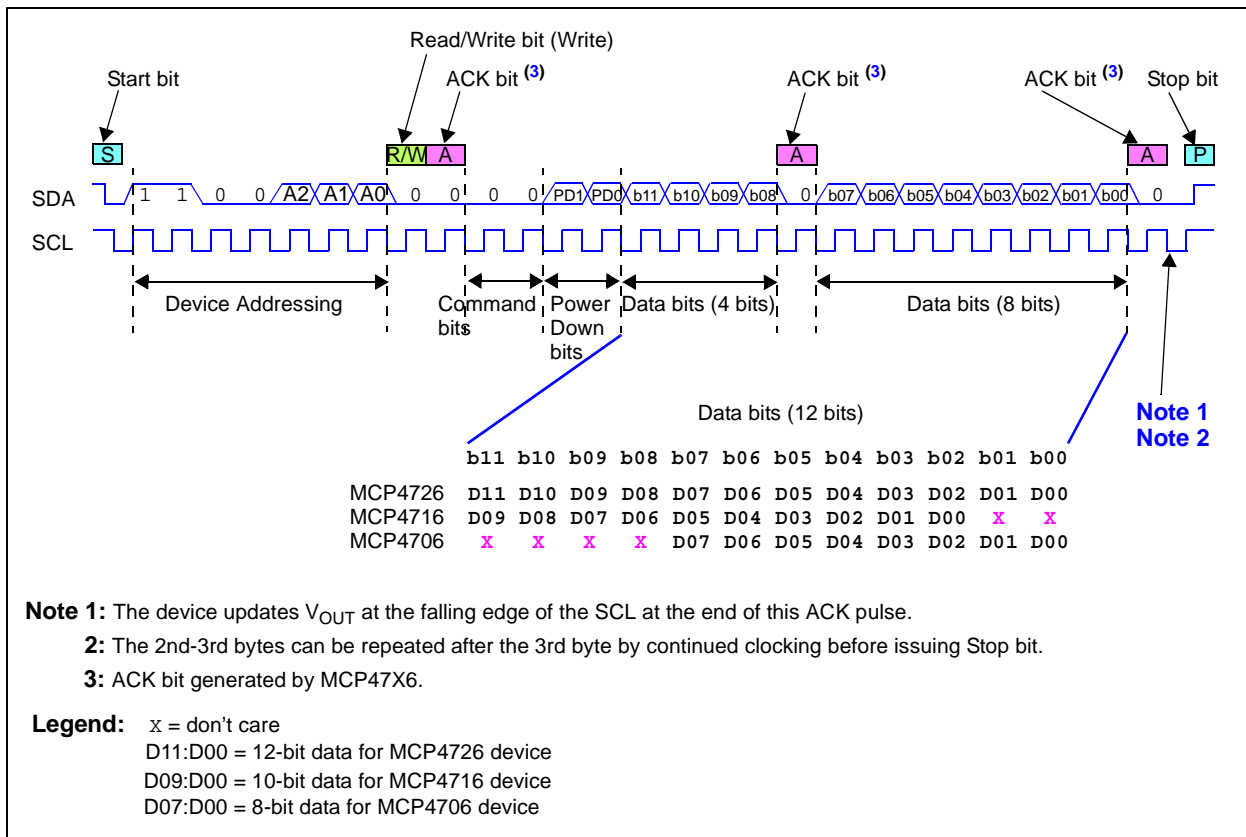 Read/Write bit (Write)
Start bit
ACK bit (3)
ACK bit (3)
ACK bit (3)
Stop bit
S
R/W
A
A
A
P
SDA 1 1 0 0 A2 A1 A0 0 0 0 0 PD1 PD0 b11 b10 b09 b08 0 b07 b06 b05 b04 b03 b02 b01 b00 0
SCL
Device Addressing
Command bits
Power Down bits
Data bits (4 bits)
Data bits (8 bits)
Data bits (12 bits)
Note 1
Note 2
b11 b10 b09 b08 b07 b06 b05 b04 b03 b02 b01 b00
MCP4726 D11 D10 D09 D08 D07 D06 D05 D04 D03 D02 D01 D00
MCP4716 D09 D08 D07 D06 D05 D04 D03 D02 D01 D00 X X
MCP4706 X X X X D07 D06 D05 D04 D03 D02 D01 D00
Note 1: The device updates VOUT at the falling edge of the SCL at the end of this ACK pulse.
2: The 2nd-3rd bytes can be repeated after the 3rd byte by continued clocking before issuing Stop bit.
3: ACK bit generated by MCP47X6.
Legend: X = don't care
D11:D00 = 12-bit data for MCP4726 device
D09:D00 = 10-bit data for MCP4716 device
D07:D00 = 8-bit data for MCP4706 device